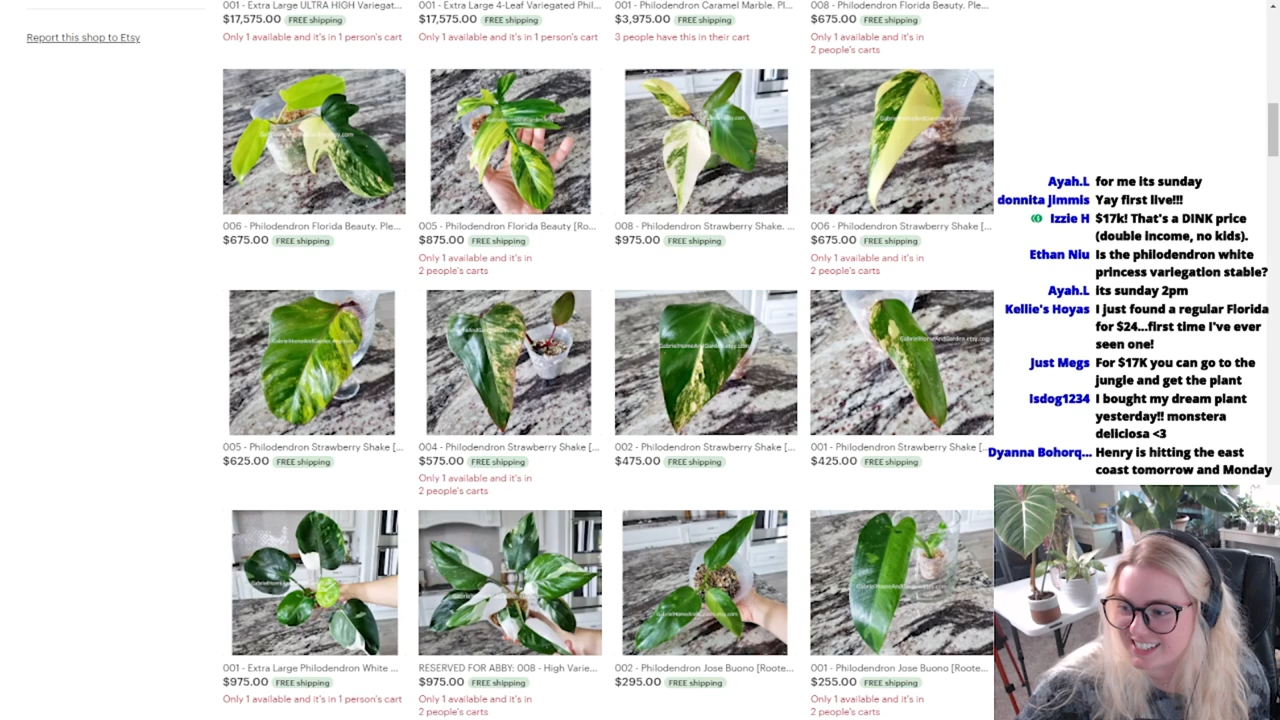 001 - Extra Large ULTRA HIGH Variegat...
$17,575.00 FREE shipping
Only 1 available and it's in 1 person's cart
001 - Extra Large 4-Leaf Variegated Phil...
$17,575.00 FREE shipping
Only 1 available and it's in 1 person's cart
001 - Philodendron Caramel Marble. Pl...
$3,975.00 FREE shipping
3 people have this in their cart
008 - Philodendron Florida Beauty. Ple...
$675.00 FREE shipping
Only 1 available and it's in
2 people's carts
Report this shop to Etsy
006 - Philodendron Florida Beauty. Ple...
$675.00 FREE shipping
005 - Philodendron Florida Beauty [Ro...
$875.00 FREE shipping
Only 1 available and it's in
2 people's carts
008 - Philodendron Strawberry Shake. ...
$975.00 FREE shipping
006 - Philodendron Strawberry Shake [...
$675.00 FREE shipping
Only 1 available and it's in
2 people's carts
005 - Philodendron Strawberry Shake [...
$625.00 FREE shipping
004 - Philodendron Strawberry Shake [...
$575.00 FREE shipping
Only 1 available and it's in
2 people's carts
002 - Philodendron Strawberry Shake [...
$475.00 FREE shipping
001 - Philodendron Strawberry Shake [...
$425.00 FREE shipping
001 - Extra Large Philodendron White ...
$975.00 FREE shipping
Only 1 available and it's in 1 person's cart
RESERVED FOR ABBY: 008 - High Varie...
$975.00 FREE shipping
Only 1 available and it's in
2 people's carts
002 - Philodendron Jose Buono [Roote...
$295.00 FREE shipping
001 - Philodendron Jose Buono [Roote...
$255.00 FREE shipping
Only 1 available and it's in
2 people's carts
Ayah.L for me its sunday
donnita jimmis Yay first live!!!
Izzie H $17k! That's a DINK price
(double income, no kids).
Ethan Niu Is the philodendron white
princess variegation stable?
Ayah.L its sunday 2pm
Kellie's Hoyas I just found a regular Florida
for $24...first time I've ever
seen one!
Just Megs For $17K you can go to the
jungle and get the plant
lsdog1234 I bought my dream plant
yesterday!! monstera
deliciosa <3
Dyanna Bohorq... Henry is hitting the east
coast tomorrow and Monday